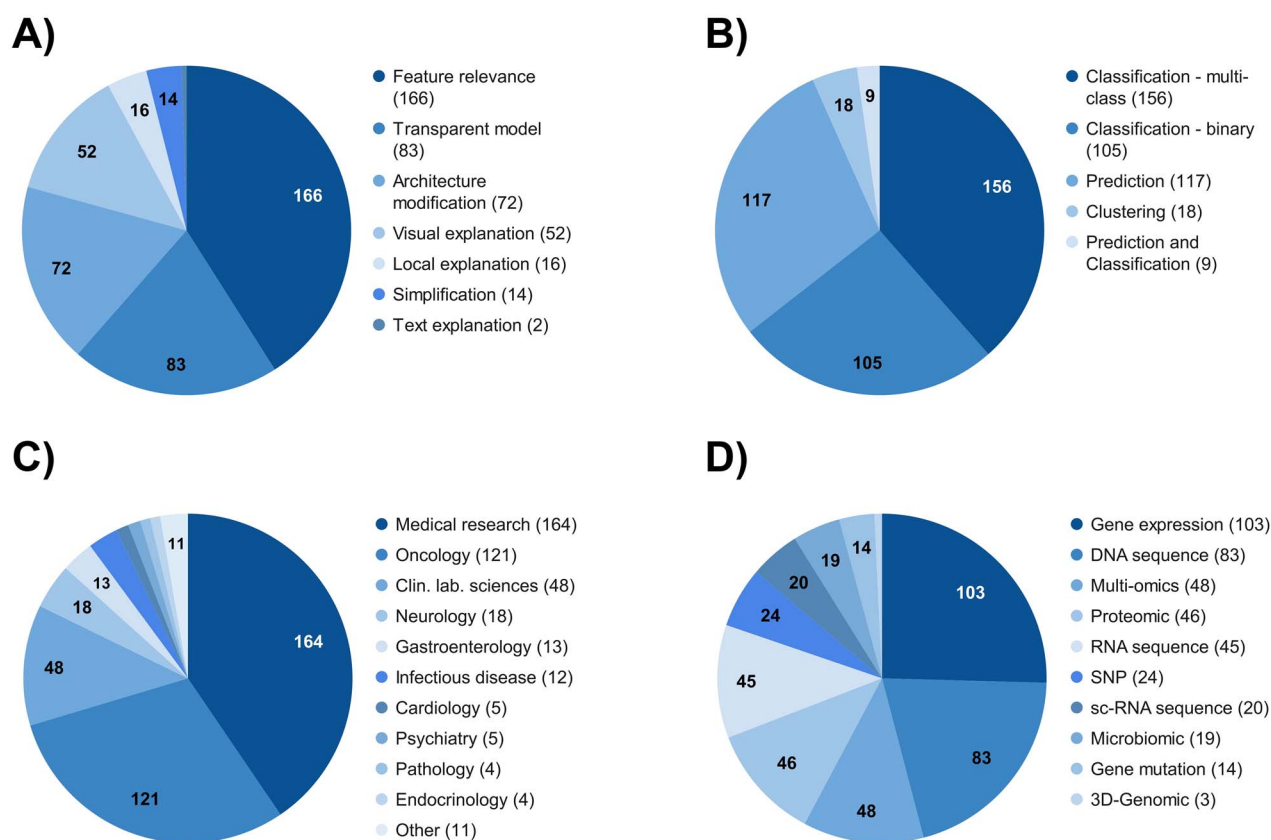 A)
166
83
72
52
16
14
Feature relevance
(166)
Transparent model
(83)
Architecture
modification (72)
Visual explanation (52)
Local explanation (16)
Simplification (14)
Text explanation (2)
B)
156
105
117
18
9
Classification - multi-
class (156)
Classification - binary
(105)
Prediction (117)
Clustering (18)
Prediction and
Classification (9)
C)
164
121
48
18
13
11
Medical research (164)
Oncology (121)
Clin. lab. sciences (48)
Neurology (18)
Gastroenterology (13)
Infectious disease (12)
Cardiology (5)
Psychiatry (5)
Pathology (4)
Endocrinology (4)
Other (11)
D)
103
83
48
46
45
24
20
19
14
Gene expression (103)
DNA sequence (83)
Multi-omics (48)
Proteomic (46)
RNA sequence (45)
SNP (24)
sc-RNA sequence (20)
Microbiomic (19)
Gene mutation (14)
3D-Genomic (3)